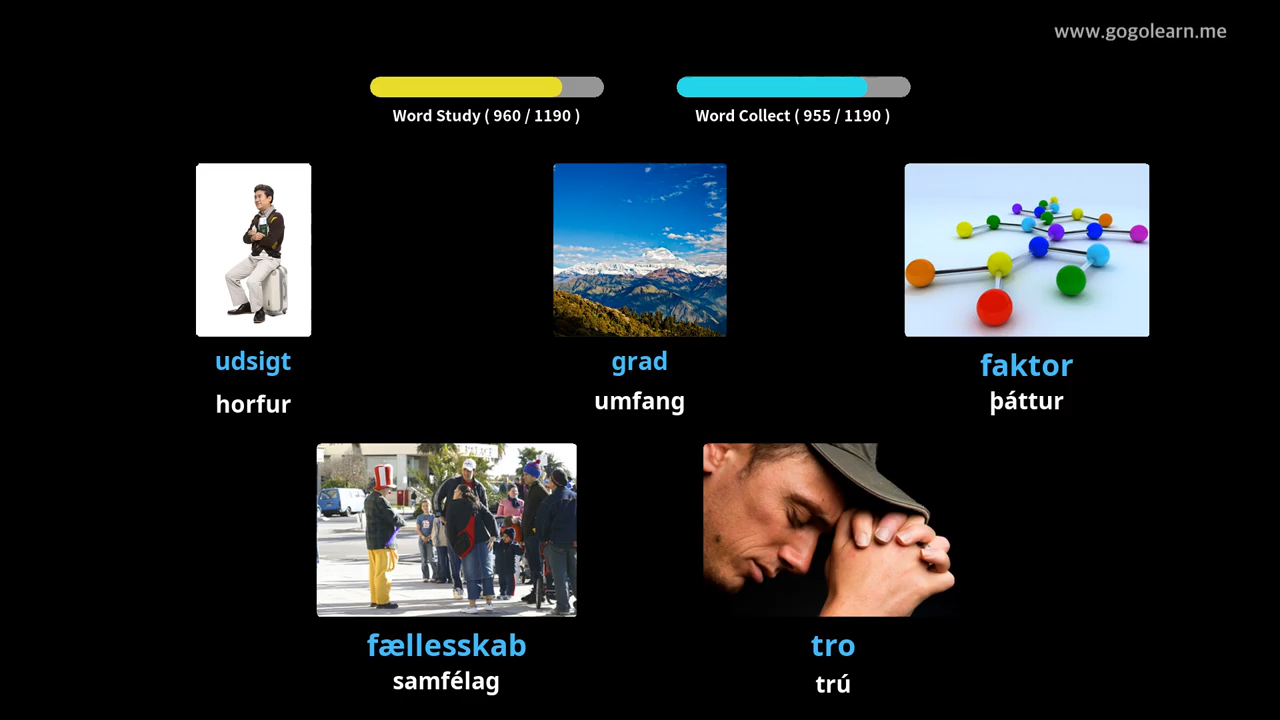 www.gogolearn.me
Word Study ( 960 / 1190 )
Word Collect ( 955 / 1190 )
udsigt
horfur
grad
umfang
faktor
þáttur
fællesskab
samfélag
tro
trú